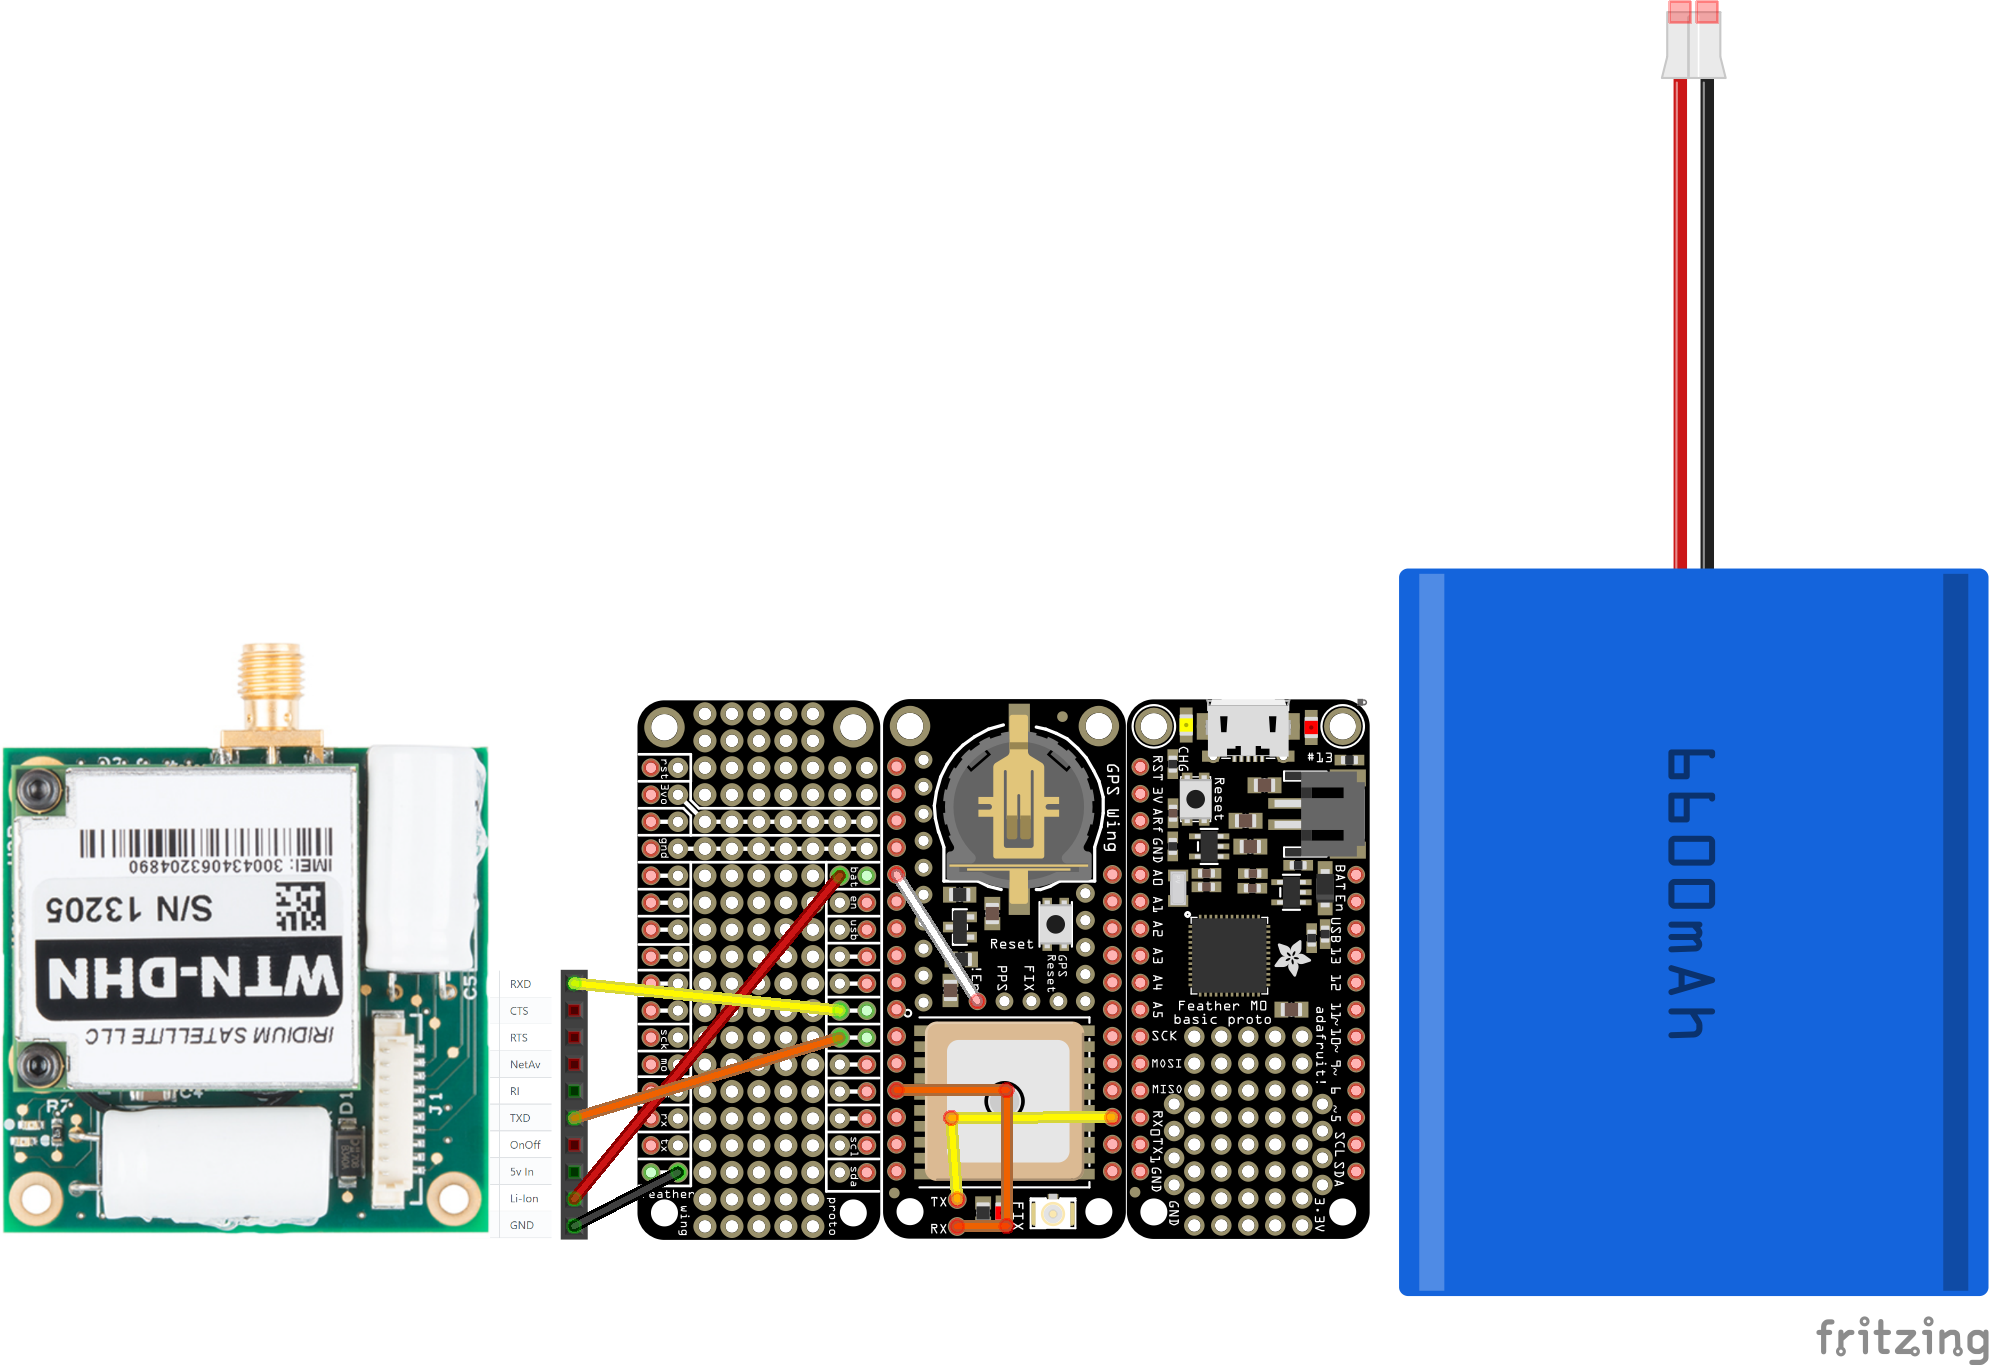 IMEI: 300434063204890
S/N 13205
NHD-NTW
IRIDIUM SATELLITE LLC
R7
C4
D1
J1
C5
RXD
CTS
RTS
NetAv
RI
TXD
OnOff
5v In
Li-Ion
GND
rst
3vo
gnd
sck
mo
rx
tx
bat
en
usb
scl
sda
feather
wing
proto
GPS Wing
Reset
!En
PPS
FIX
GPS
Reset
TX
RX
FIX
CHG
#13
Reset
RST
3V
ARf
GND
A0
A1
A2
A3
A4
A5
SCK
MOSI
MISO
RX0
TX1
GND
GND
BAT
En
USB
13
12
11~
10~
9~
6
~5
SCL
SDA
3.3V
Feather M0
basic proto
adafruit!
6600mAh
fritzing